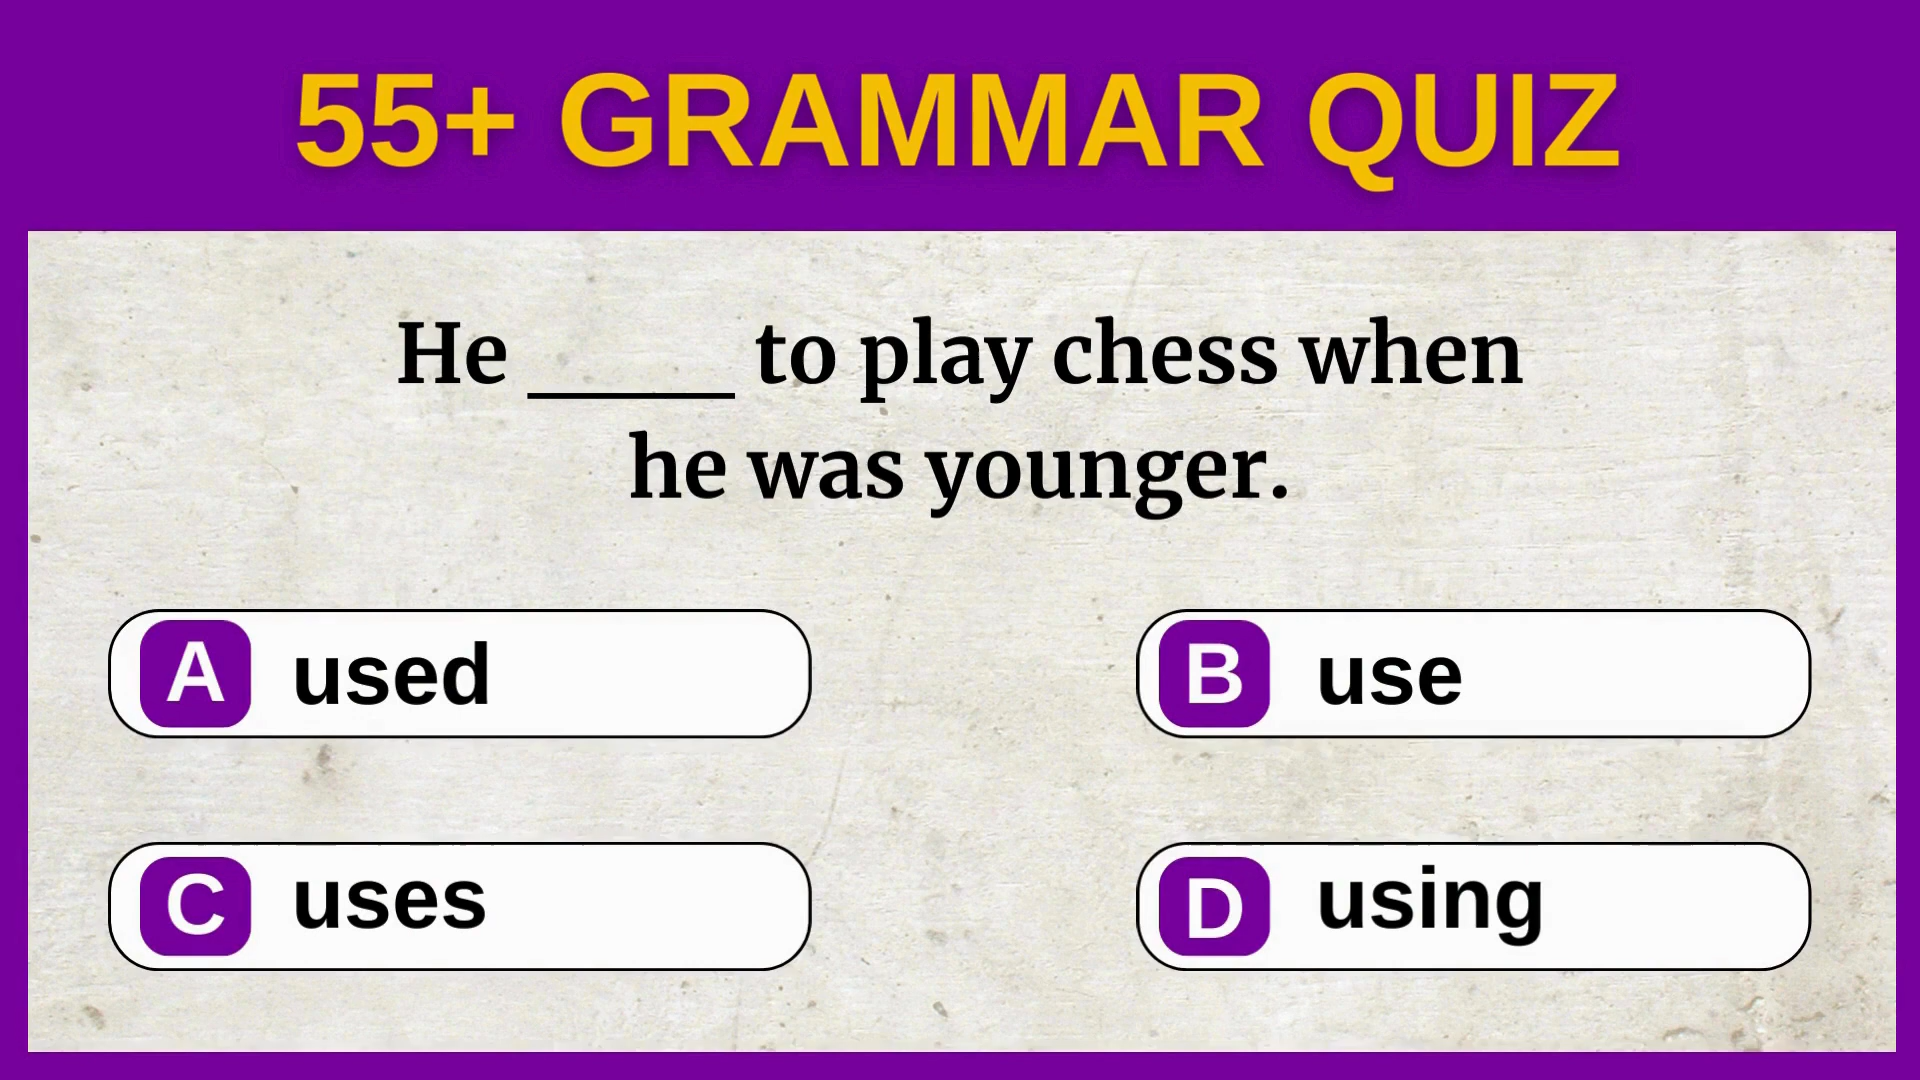 55+ GRAMMAR QUIZ
He _____ to play chess when
he was younger.
A used
B use
C uses
D using